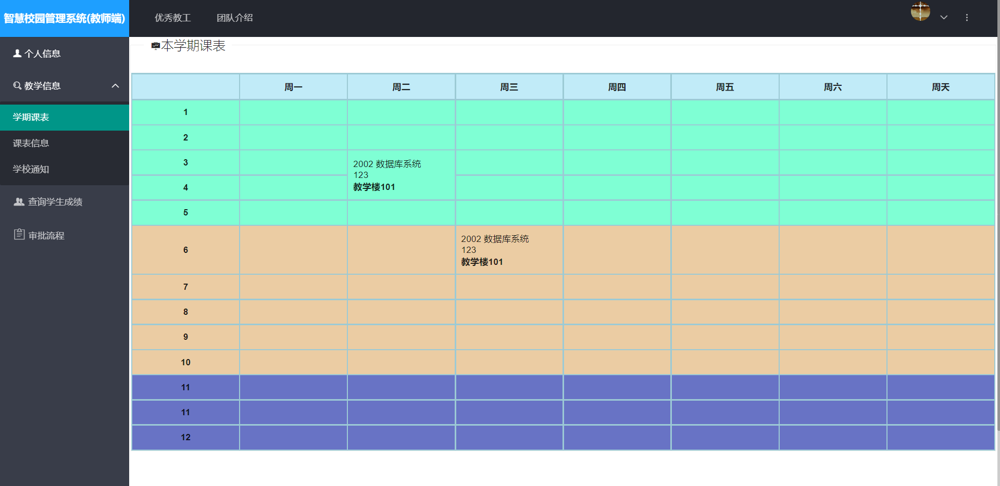 智慧校园管理系统(教师端)
优秀教工
团队介绍
个人信息
教学信息
学期课表
课表信息
学校通知
查询学生成绩
审批流程
本学期课表
周一 周二 周三 周四 周五 周六 周天
1
2
3
2002 数据库系统
123
教学楼101
4
5
6
2002 数据库系统
123
教学楼101
7
8
9
10
11
11
12